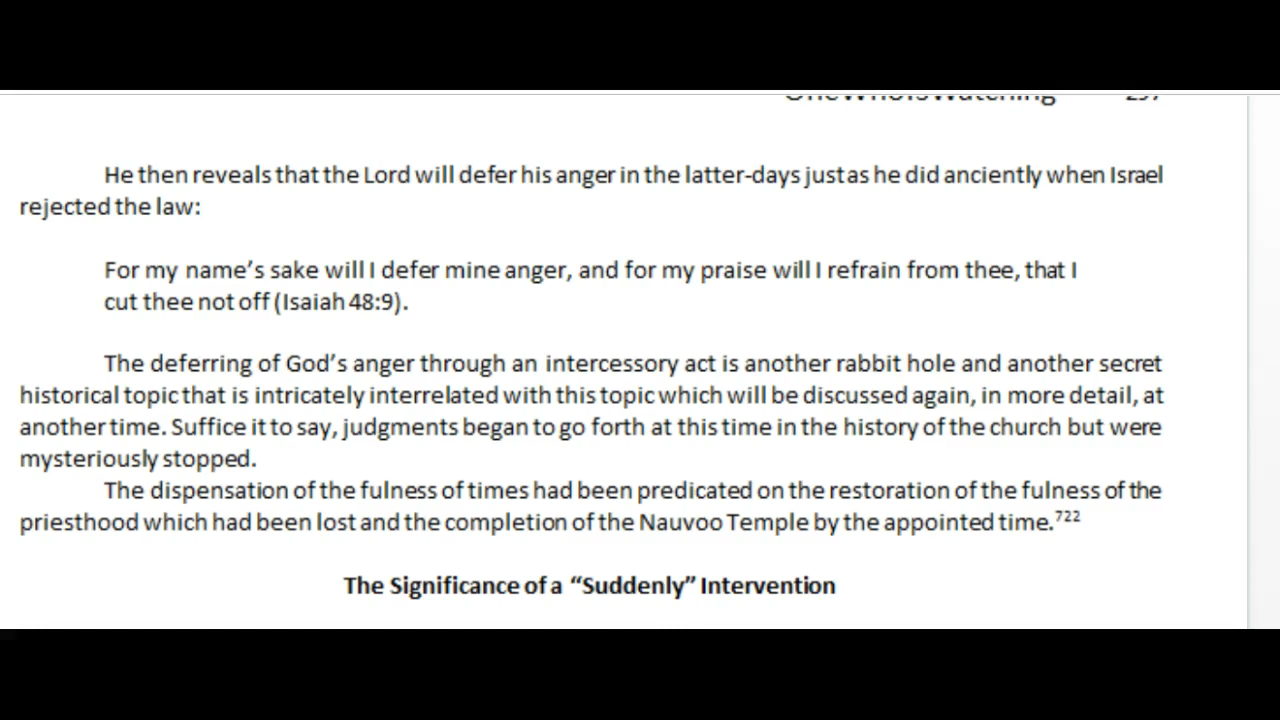 OneWhoIsWatching 297
He then reveals that the Lord will defer his anger in the latter-days just as he did anciently when Israel
rejected the law:
For my name’s sake will I defer mine anger, and for my praise will I refrain from thee, that I
cut thee not off (Isaiah 48:9).
The deferring of God’s anger through an intercessory act is another rabbit hole and another secret
historical topic that is intricately interrelated with this topic which will be discussed again, in more detail, at
another time. Suffice it to say, judgments began to go forth at this time in the history of the church but were
mysteriously stopped.
The dispensation of the fulness of times had been predicated on the restoration of the fulness of the
priesthood which had been lost and the completion of the Nauvoo Temple by the appointed time.⁷²²
The Significance of a “Suddenly” Intervention